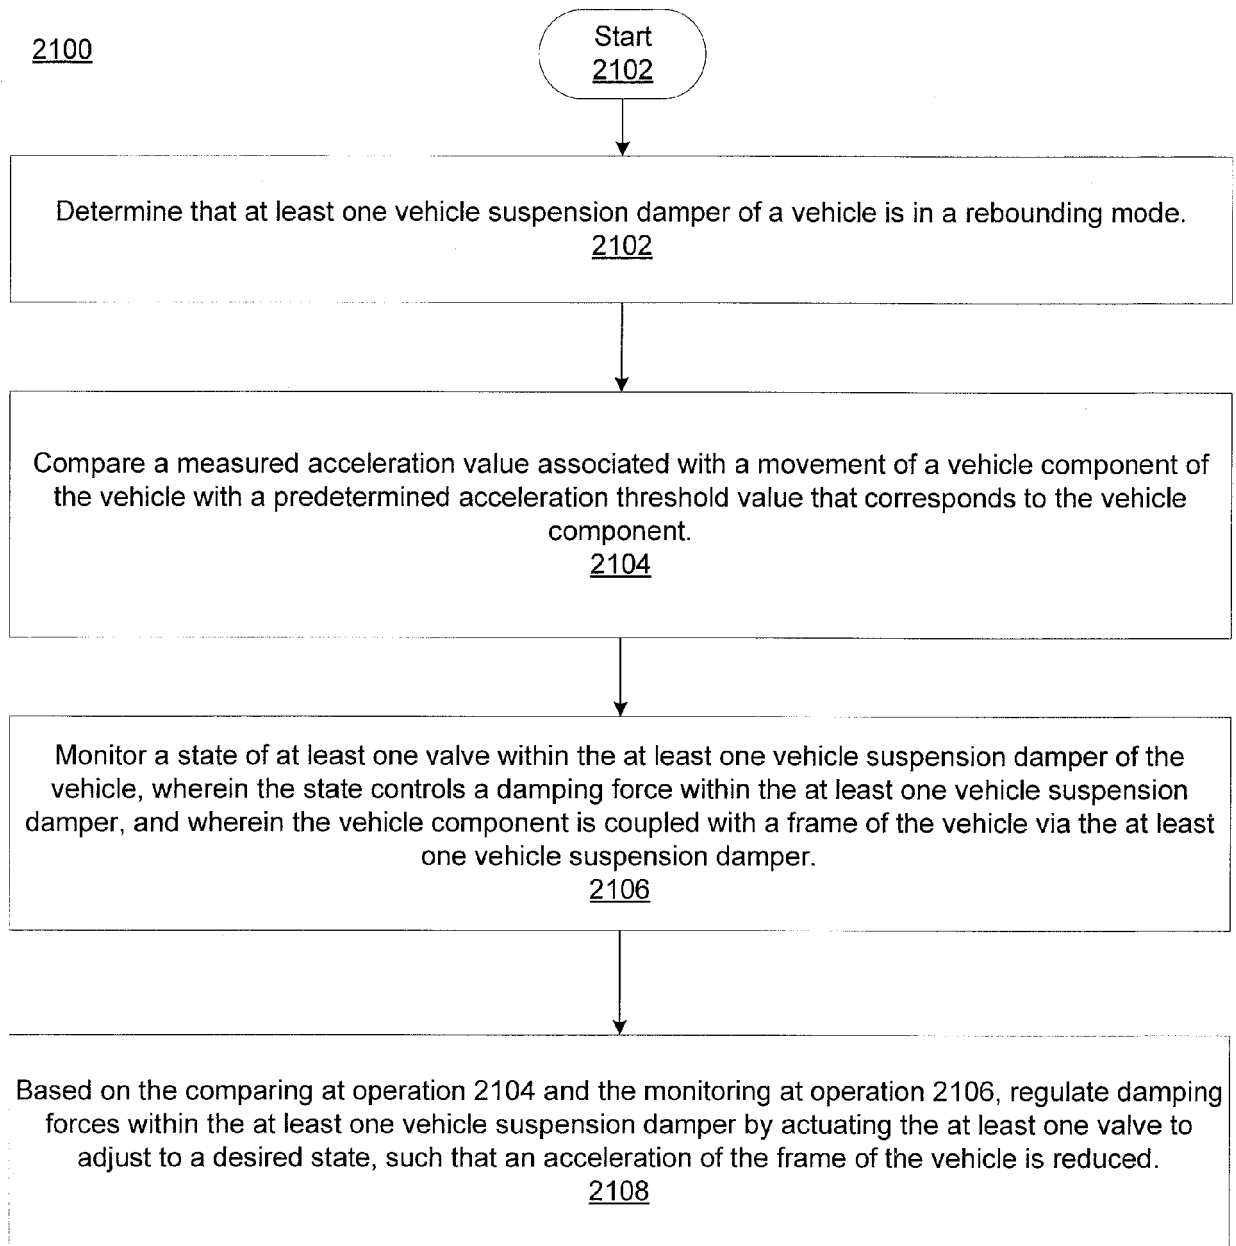 2100
Start
2102
Determine that at least one vehicle suspension damper of a vehicle is in a rebounding mode.
2102
Compare a measured acceleration value associated with a movement of a vehicle component of
the vehicle with a predetermined acceleration threshold value that corresponds to the vehicle
component.
2104
Monitor a state of at least one valve within the at least one vehicle suspension damper of the
vehicle, wherein the state controls a damping force within the at least one vehicle suspension
damper, and wherein the vehicle component is coupled with a frame of the vehicle via the at least
one vehicle suspension damper.
2106
Based on the comparing at operation 2104 and the monitoring at operation 2106, regulate damping
forces within the at least one vehicle suspension damper by actuating the at least one valve to
adjust to a desired state, such that an acceleration of the frame of the vehicle is reduced.
2108